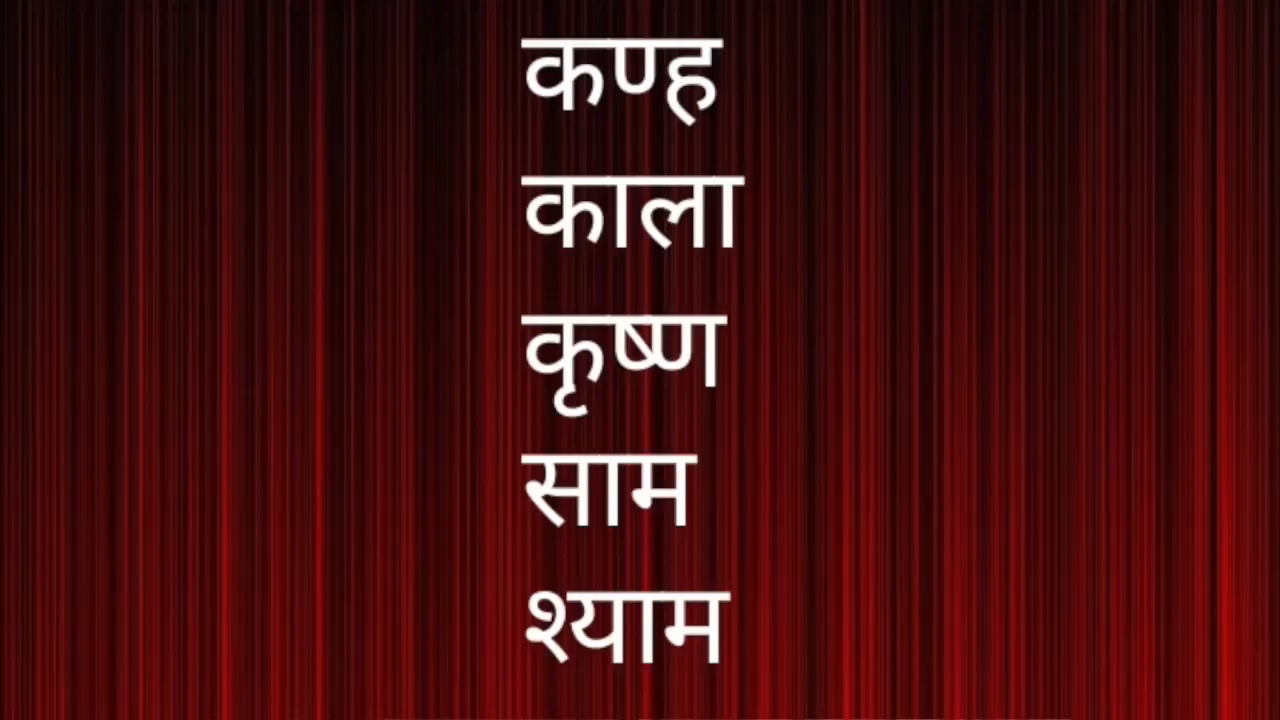 कण्ह
काला
कृष्ण
साम
श्याम